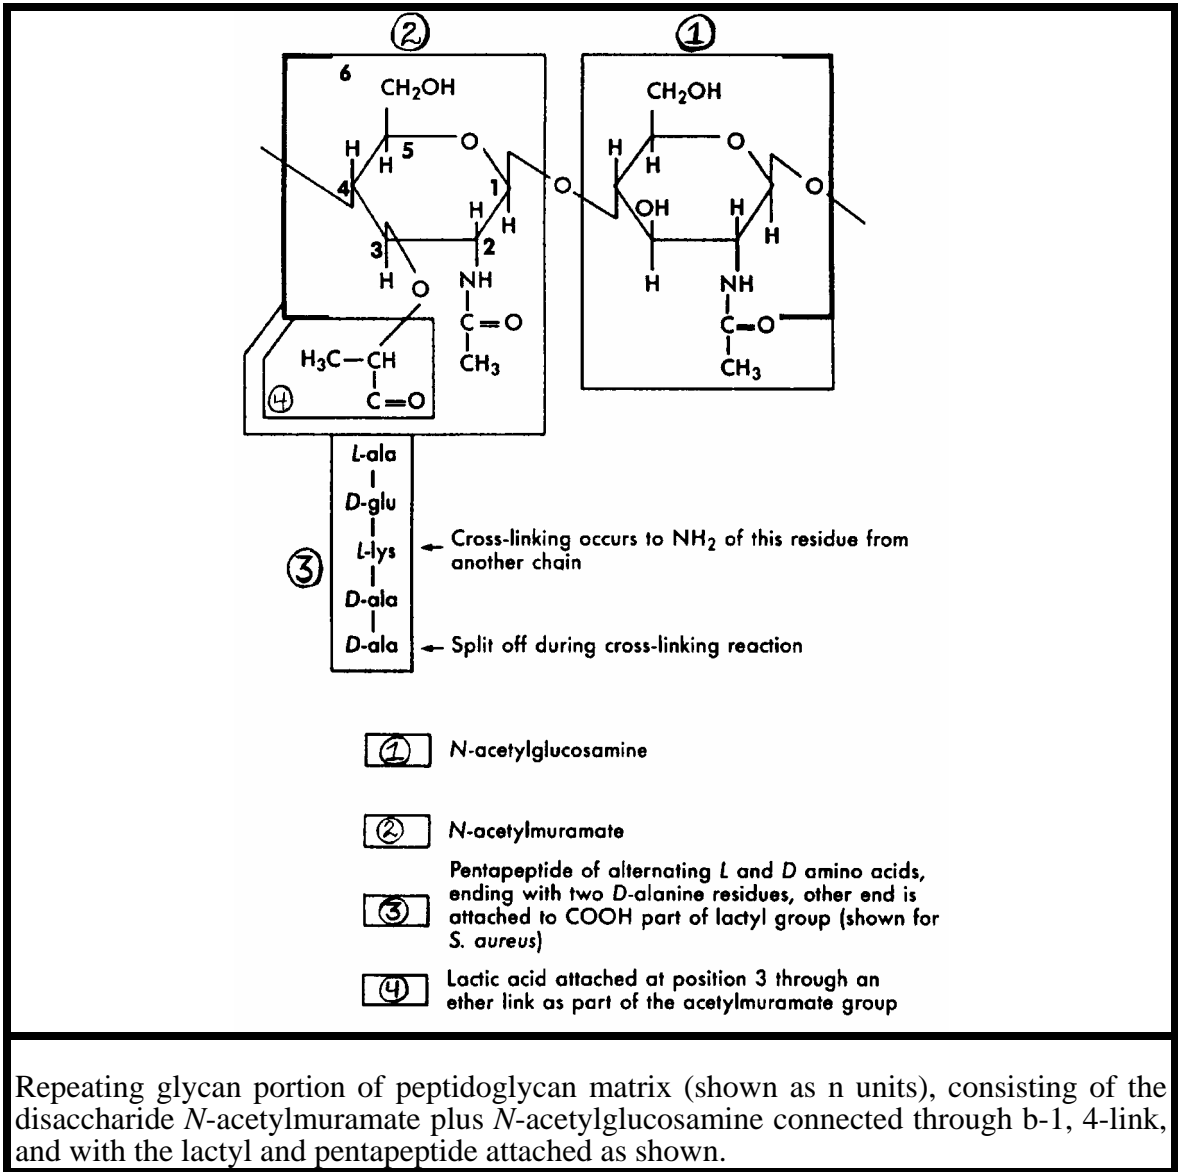 ② ①
6
CH₂OH CH₂OH
H 5 O H O
H H
4 1 O OH H O
H
3 2 H H
H O NH H NH
C=O C=O
H₃C—CH CH₃ CH₃
④ C=O
L-ala
D-glu
L-lys ← Cross-linking occurs to NH₂ of this residue from
another chain
③
D-ala
D-ala ← Split off during cross-linking reaction
① N-acetylglucosamine
② N-acetylmuramate
Pentapeptide of alternating L and D amino acids,
ending with two D-alanine residues, other end is
③ attached to COOH part of lactyl group (shown for
S. aureus)
④ Lactic acid attached at position 3 through an
ether link as part of the acetylmuramate group
Repeating glycan portion of peptidoglycan matrix (shown as n units), consisting of the
disaccharide N-acetylmuramate plus N-acetylglucosamine connected through b-1, 4-link,
and with the lactyl and pentapeptide attached as shown.